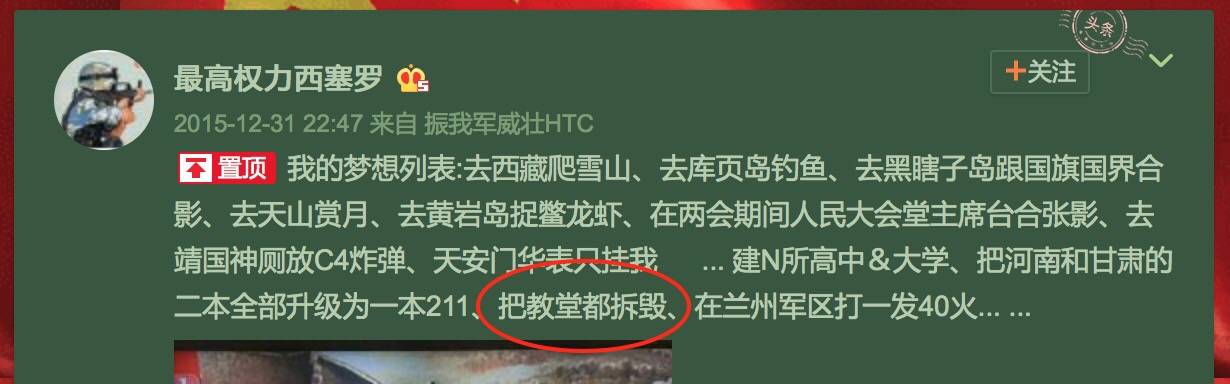 头条
最高权力西塞罗
5
+关注
2015-12-31 22:47 来自 振我军威壮HTC
置顶 我的梦想列表:去西藏爬雪山、去库页岛钓鱼、去黑瞎子岛跟国旗国界合
影、去天山赏月、去黄岩岛捉鳖龙虾、在两会期间人民大会堂主席台合张影、去
靖国神厕放C4炸弹、天安门华表只挂我 ... 建N所高中＆大学、把河南和甘肃的
二本全部升级为一本211、把教堂都拆毁、在兰州军区打一发40火... ...